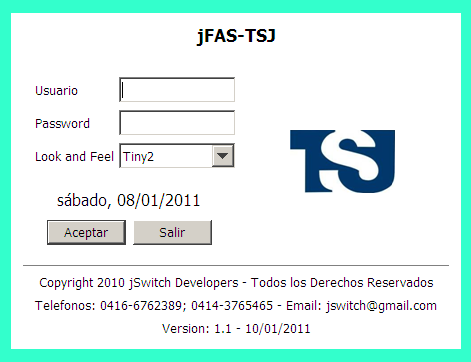 jFAS-TSJ
Usuario
Password
Look and Feel Tiny2
TSJ
sábado, 08/01/2011
Aceptar Salir
Copyright 2010 jSwitch Developers - Todos los Derechos Reservados
Telefonos: 0416-6762389; 0414-3765465 - Email: jswitch@gmail.com
Version: 1.1 - 10/01/2011